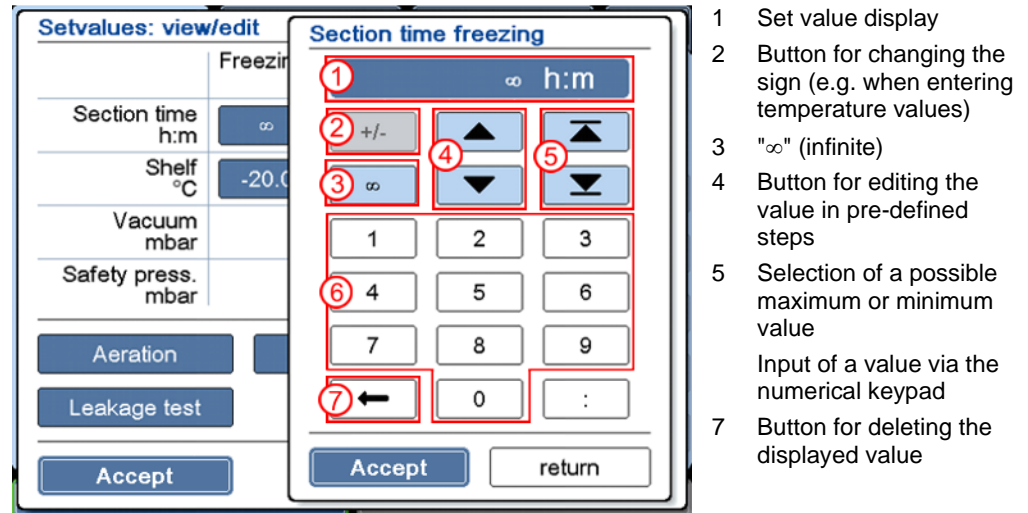 Setvalues: view/edit
Freezin
Section time
h:m
∞
Shelf
°C
-20.0
Vacuum
mbar
Safety press.
mbar
Aeration
Leakage test
Accept
Section time freezing
1
∞ h:m
2 +/-
4
5
3 ∞
1 2 3
6 4 5 6
7 8 9
7 0 :
Accept return
1 Set value display
2 Button for changing the
sign (e.g. when entering
temperature values)
3 "∞" (infinite)
4 Button for editing the
value in pre-defined
steps
5 Selection of a possible
maximum or minimum
value
Input of a value via the
numerical keypad
7 Button for deleting the
displayed value